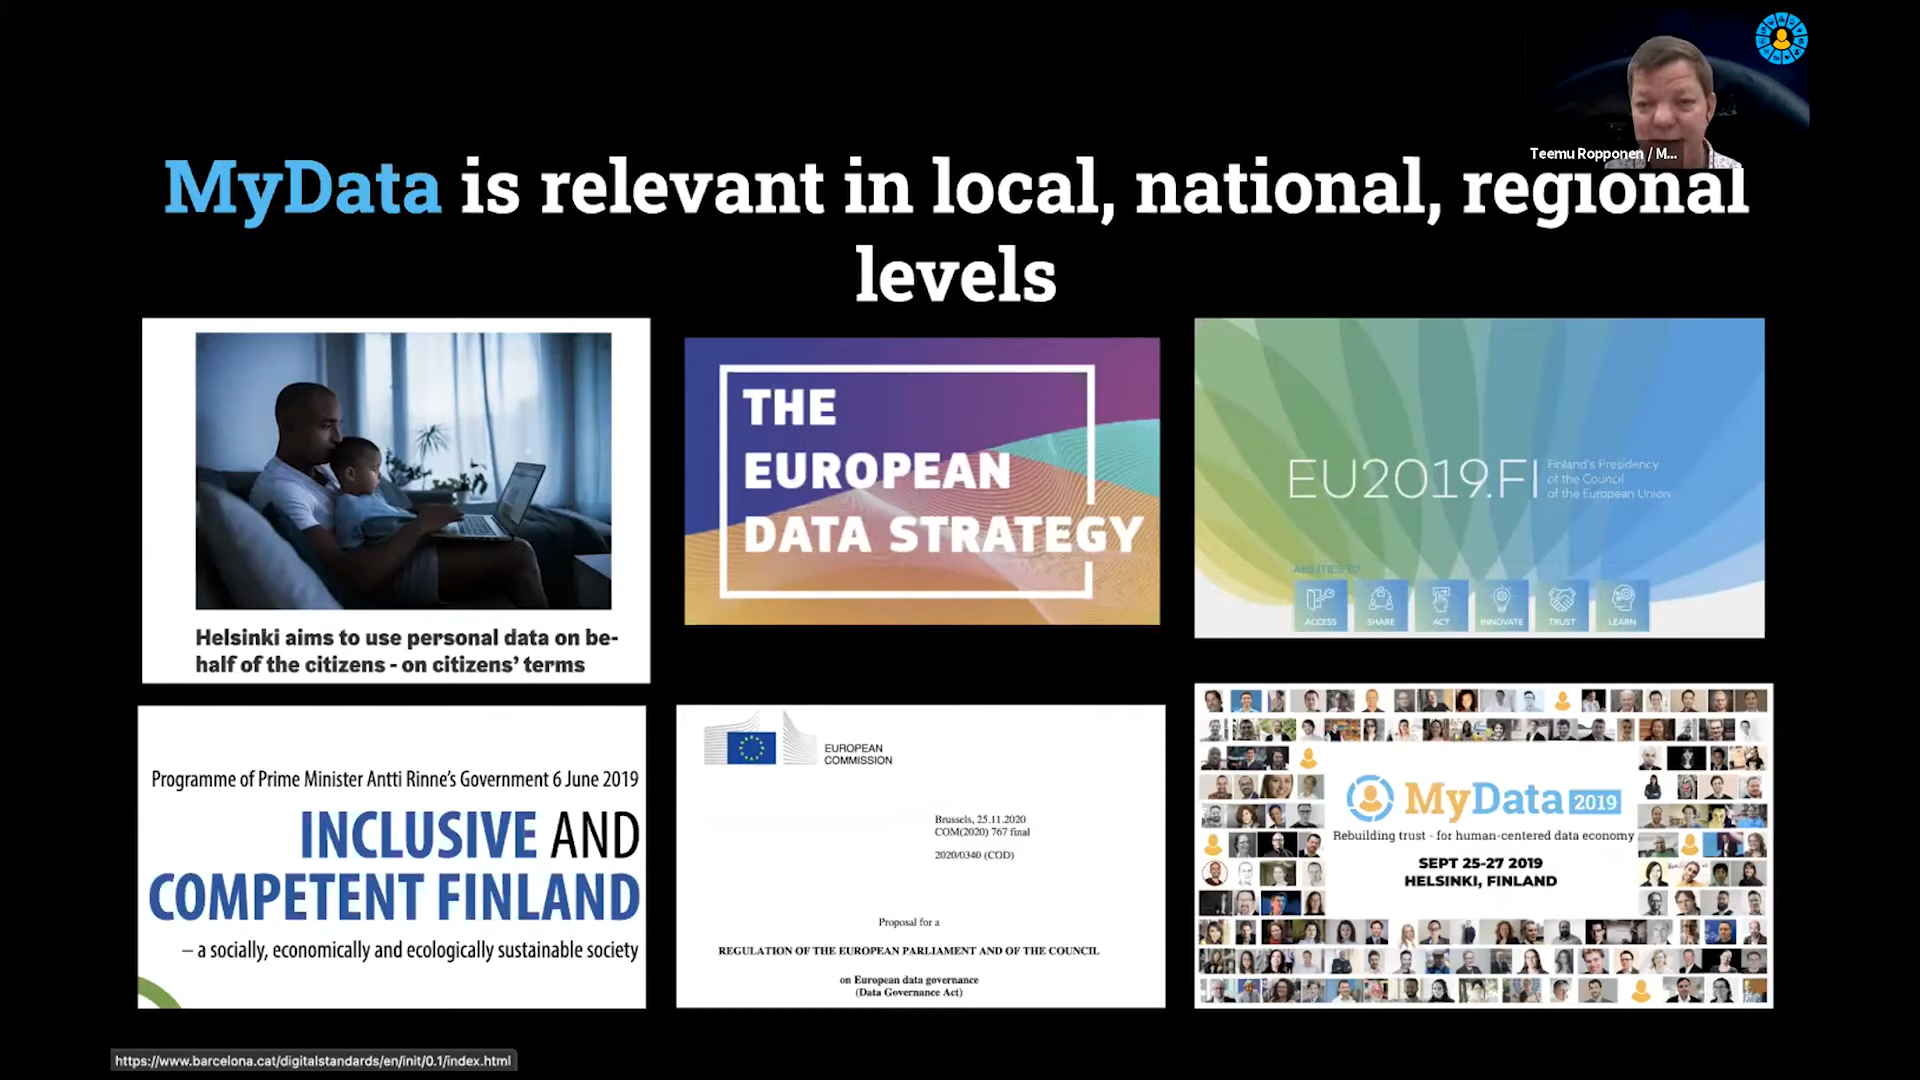 Teemu Ropponen / M...
MyData is relevant in local, national, regional
levels
Helsinki aims to use personal data on be-
half of the citizens - on citizens' terms
THE
EUROPEAN
DATA STRATEGY
EU2019.FI
Finland's Presidency
of the Council
of the European Union
ABILITIES TO
ACCESS
SHARE
ACT
INNOVATE
TRUST
LEARN
Programme of Prime Minister Antti Rinne's Government 6 June 2019
INCLUSIVE AND
COMPETENT FINLAND
– a socially, economically and ecologically sustainable society
EUROPEAN
COMMISSION
Brussels, 25.11.2020
COM(2020) 767 final
2020/0340 (COD)
Proposal for a
REGULATION OF THE EUROPEAN PARLIAMENT AND OF THE COUNCIL
on European data governance
(Data Governance Act)
MyData 2019
Rebuilding trust - for human-centered data economy
SEPT 25-27 2019
HELSINKI, FINLAND
https://www.barcelona.cat/digitalstandards/en/init/0.1/index.html